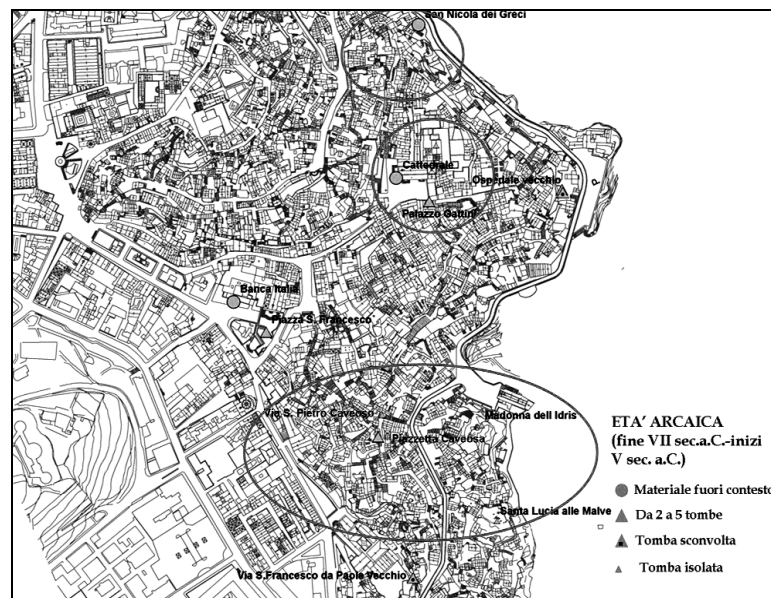 San Nicola dei Greci
Cattedrale
Ospedale vecchio
Palazzo Gattini
Banca Italia
Piazza S. Francesco
Via S. Pietro Caveoso
Madonna dell Idris
Piazzetta Caveosa
Santa Lucia alle Malve
Via S.Francesco da Paola Vecchio
ETA' ARCAICA
(fine VII sec.a.C.-inizi
V sec. a.C.)
Materiale fuori contesto
Da 2 a 5 tombe
Tomba sconvolta
Tomba isolata